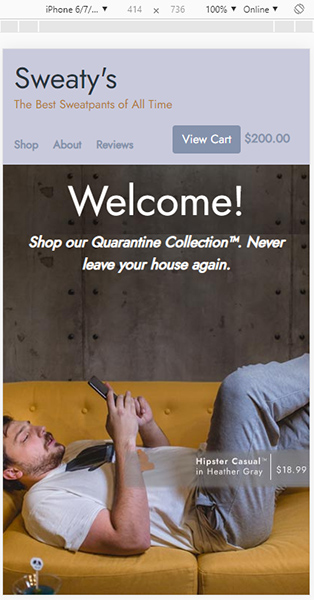 iPhone 6/7/... ▼ 414 × 736 100% ▼ Online ▼
Sweaty's
The Best Sweatpants of All Time
Shop About Reviews View Cart $200.00
Welcome!
Shop our Quarantine Collection™. Never
leave your house again.
Hipster Casual™
in Heather Gray
$18.99